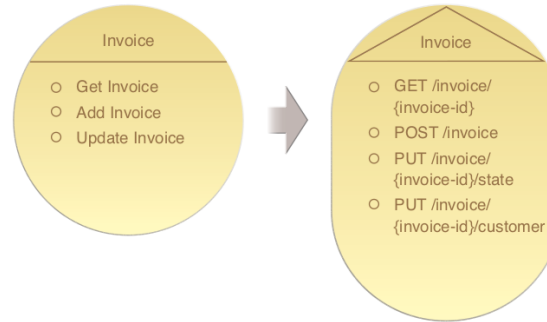 Invoice
Get Invoice
Add Invoice
Update Invoice
Invoice
GET /invoice/
{invoice-id}
POST /invoice
PUT /invoice/
{invoice-id}/state
PUT /invoice/
{invoice-id}/customer